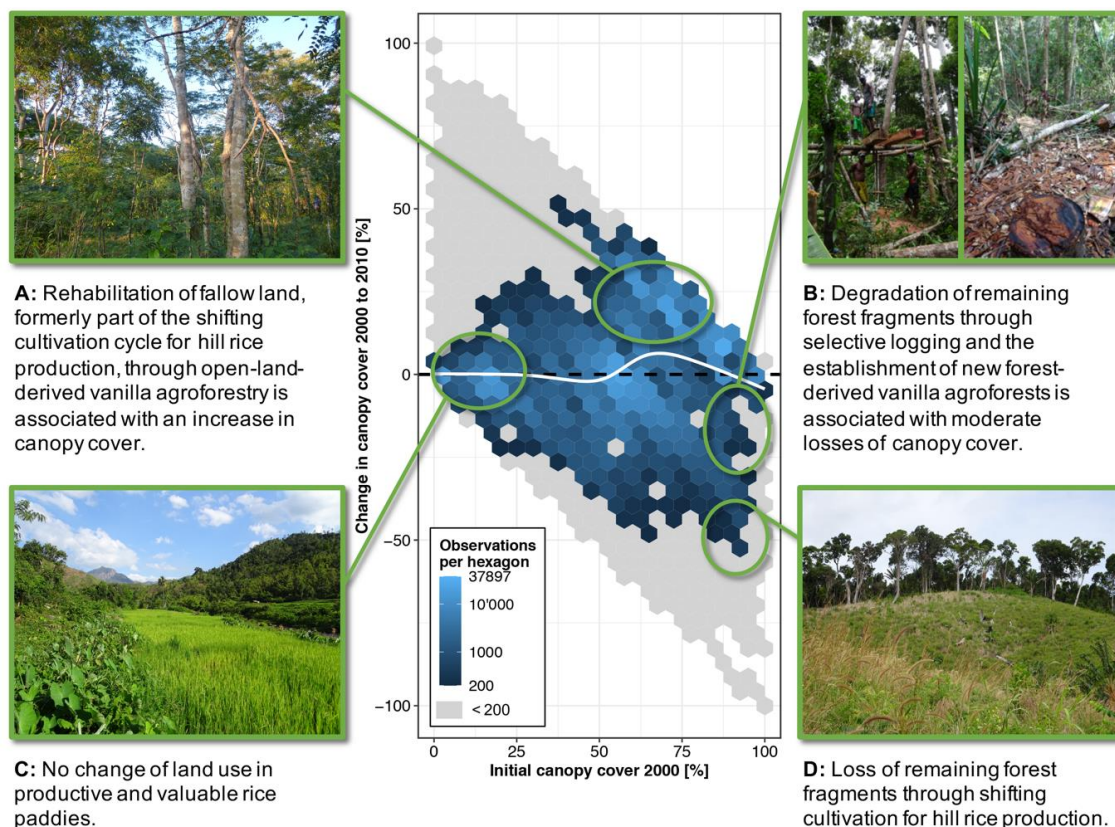 A: Rehabilitation of fallow land,
formerly part of the shifting
cultivation cycle for hill rice
production, through open-land-
derived vanilla agroforestry is
associated with an increase in
canopy cover.
C: No change of land use in
productive and valuable rice
paddies.
Change in canopy cover 2000 to 2010 [%]
100
50
0
−50
−100
Observations
per hexagon
37897
10'000
1000
200
< 200
0
25
50
75
100
Initial canopy cover 2000 [%]
B: Degradation of remaining
forest fragments through
selective logging and the
establishment of new forest-
derived vanilla agroforests is
associated with moderate
losses of canopy cover.
D: Loss of remaining forest
fragments through shifting
cultivation for hill rice production.